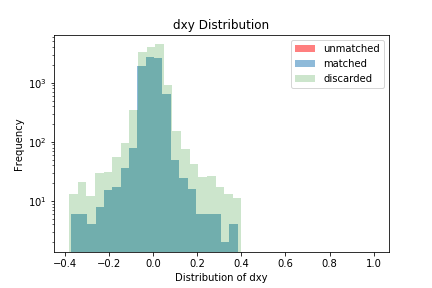 dxy Distribution
unmatched
matched
discarded
Frequency
10³
10²
10¹
−0.4 −0.2 0.0 0.2 0.4 0.6 0.8 1.0
Distribution of dxy